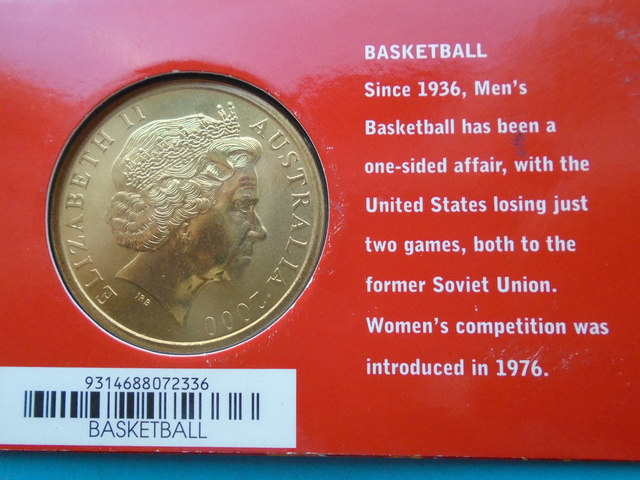 ELIZABETH II AUSTRALIA 2000
IRB
BASKETBALL
Since 1936, Men's
Basketball has been a
one-sided affair, with the
United States losing just
two games, both to the
former Soviet Union.
Women's competition was
introduced in 1976.
9314688072336
BASKETBALL